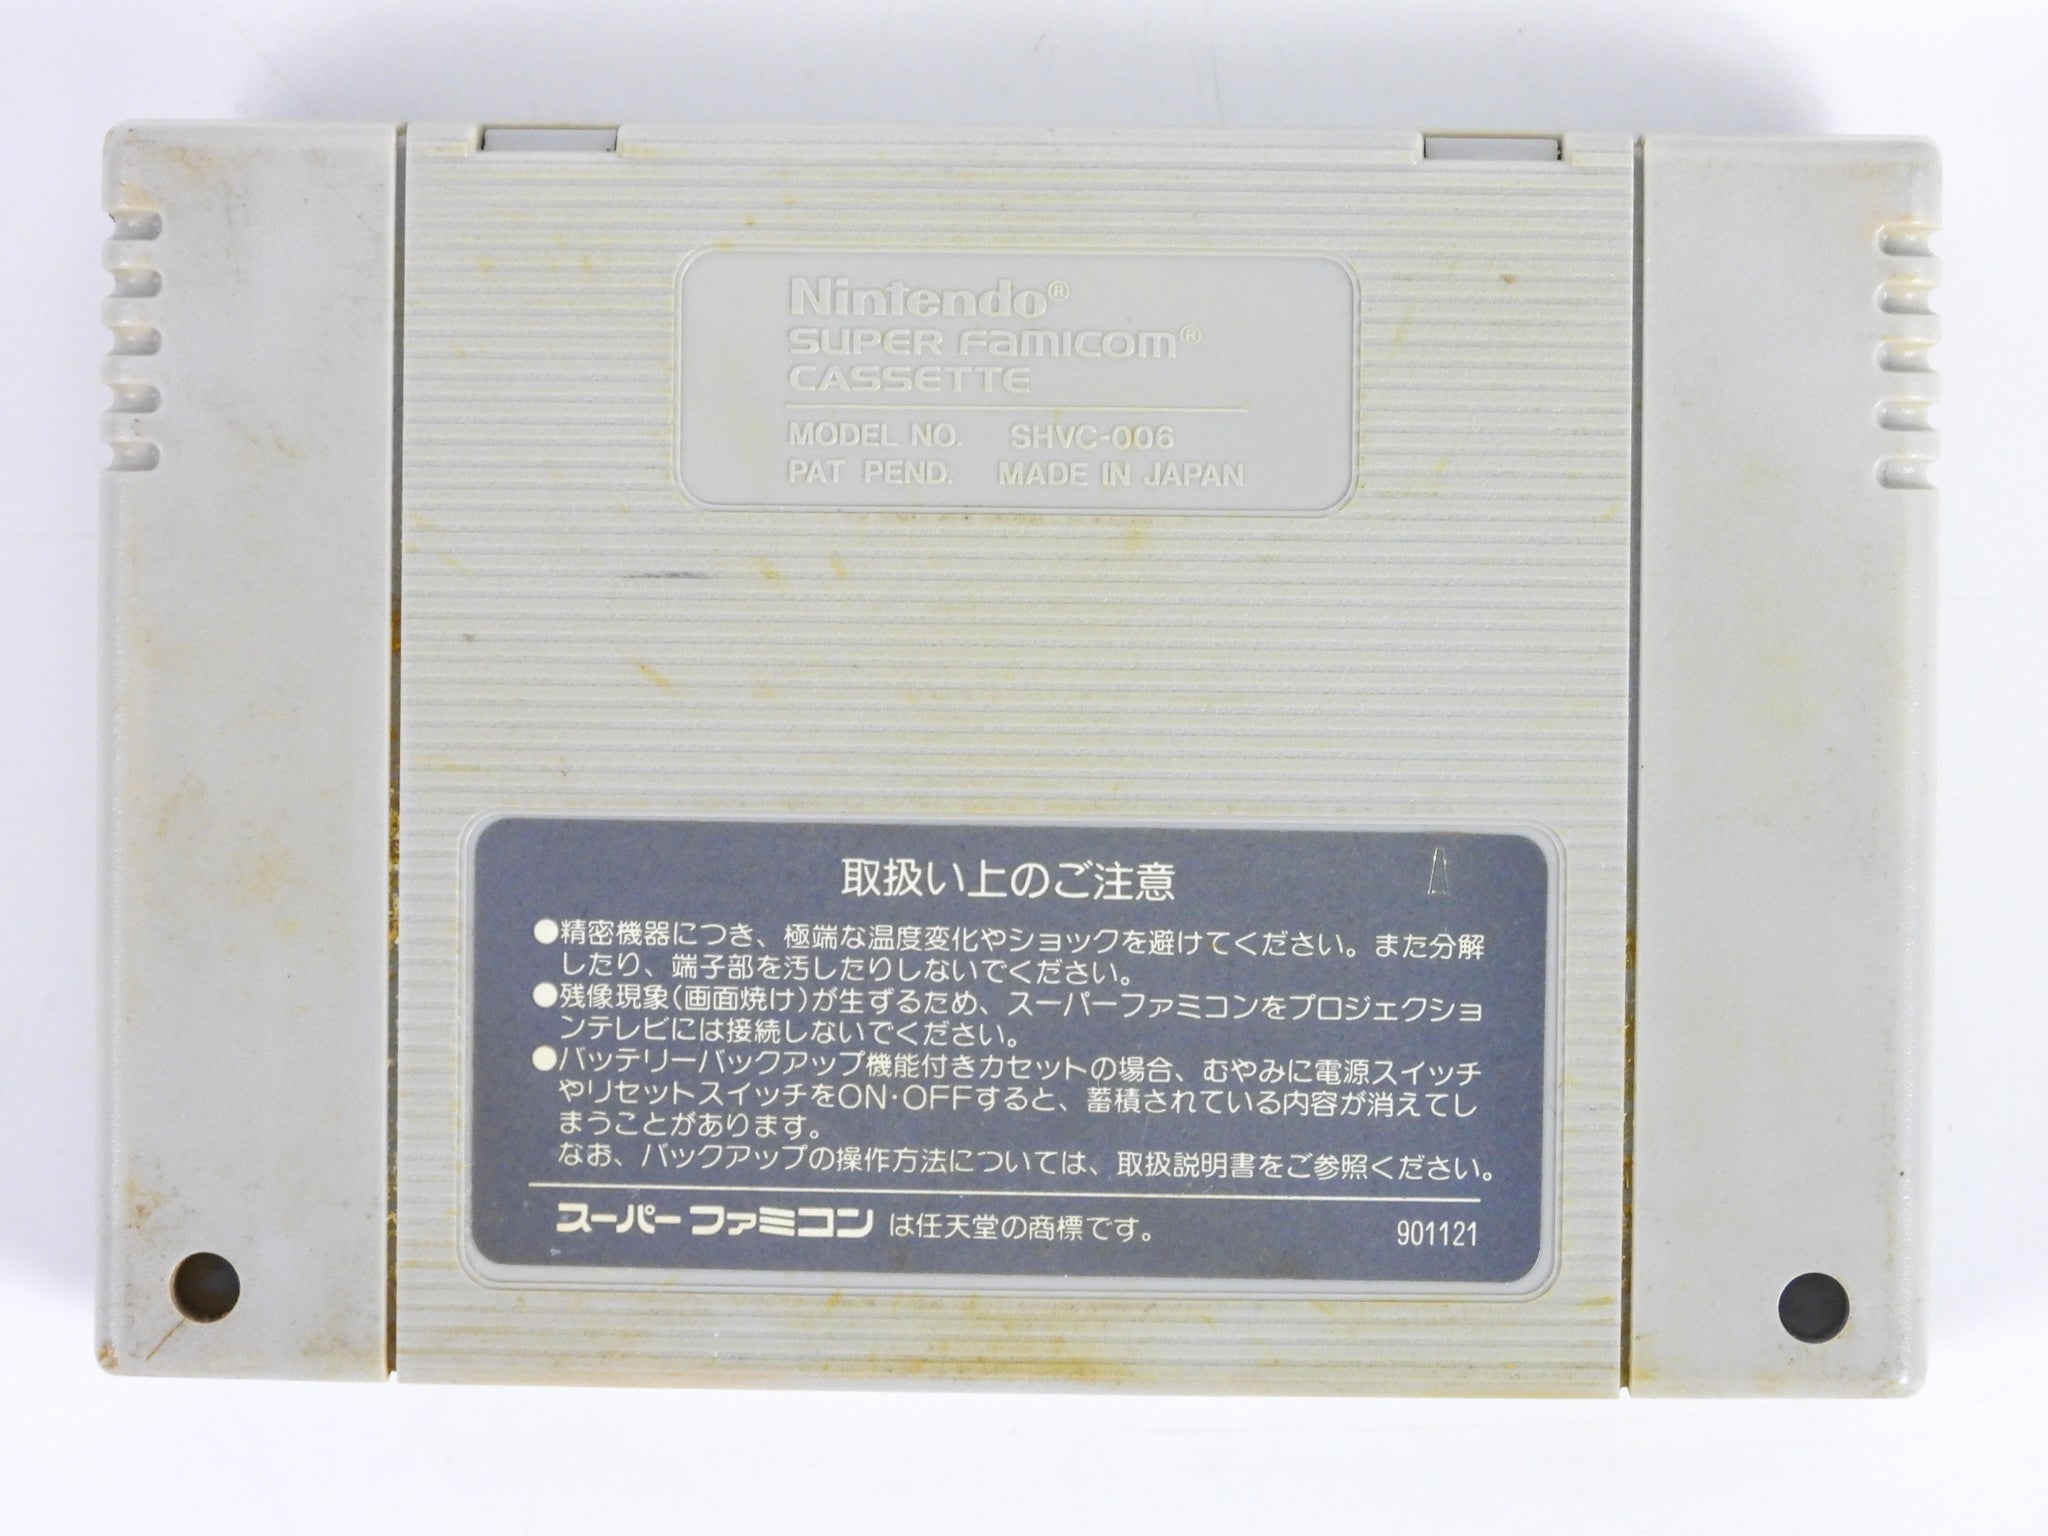 Nintendo®
SUPER FAMICOM®
CASSETTE
MODEL NO. SHVC-006
PAT PEND. MADE IN JAPAN
取扱い上のご注意
●精密機器につき、極端な温度変化やショックを避けてください。また分解
したり、端子部を汚したりしないでください。
●残像現象(画面焼け)が生ずるため、スーパーファミコンをプロジェクショ
ンテレビには接続しないでください。
●バッテリーバックアップ機能付きカセットの場合、むやみに電源スイッチ
やリセットスイッチをON・OFFすると、蓄積されている内容が消えてし
まうことがあります。
なお、バックアップの操作方法については、取扱説明書をご参照ください。
スーパーファミコン は任天堂の商標です。 901121